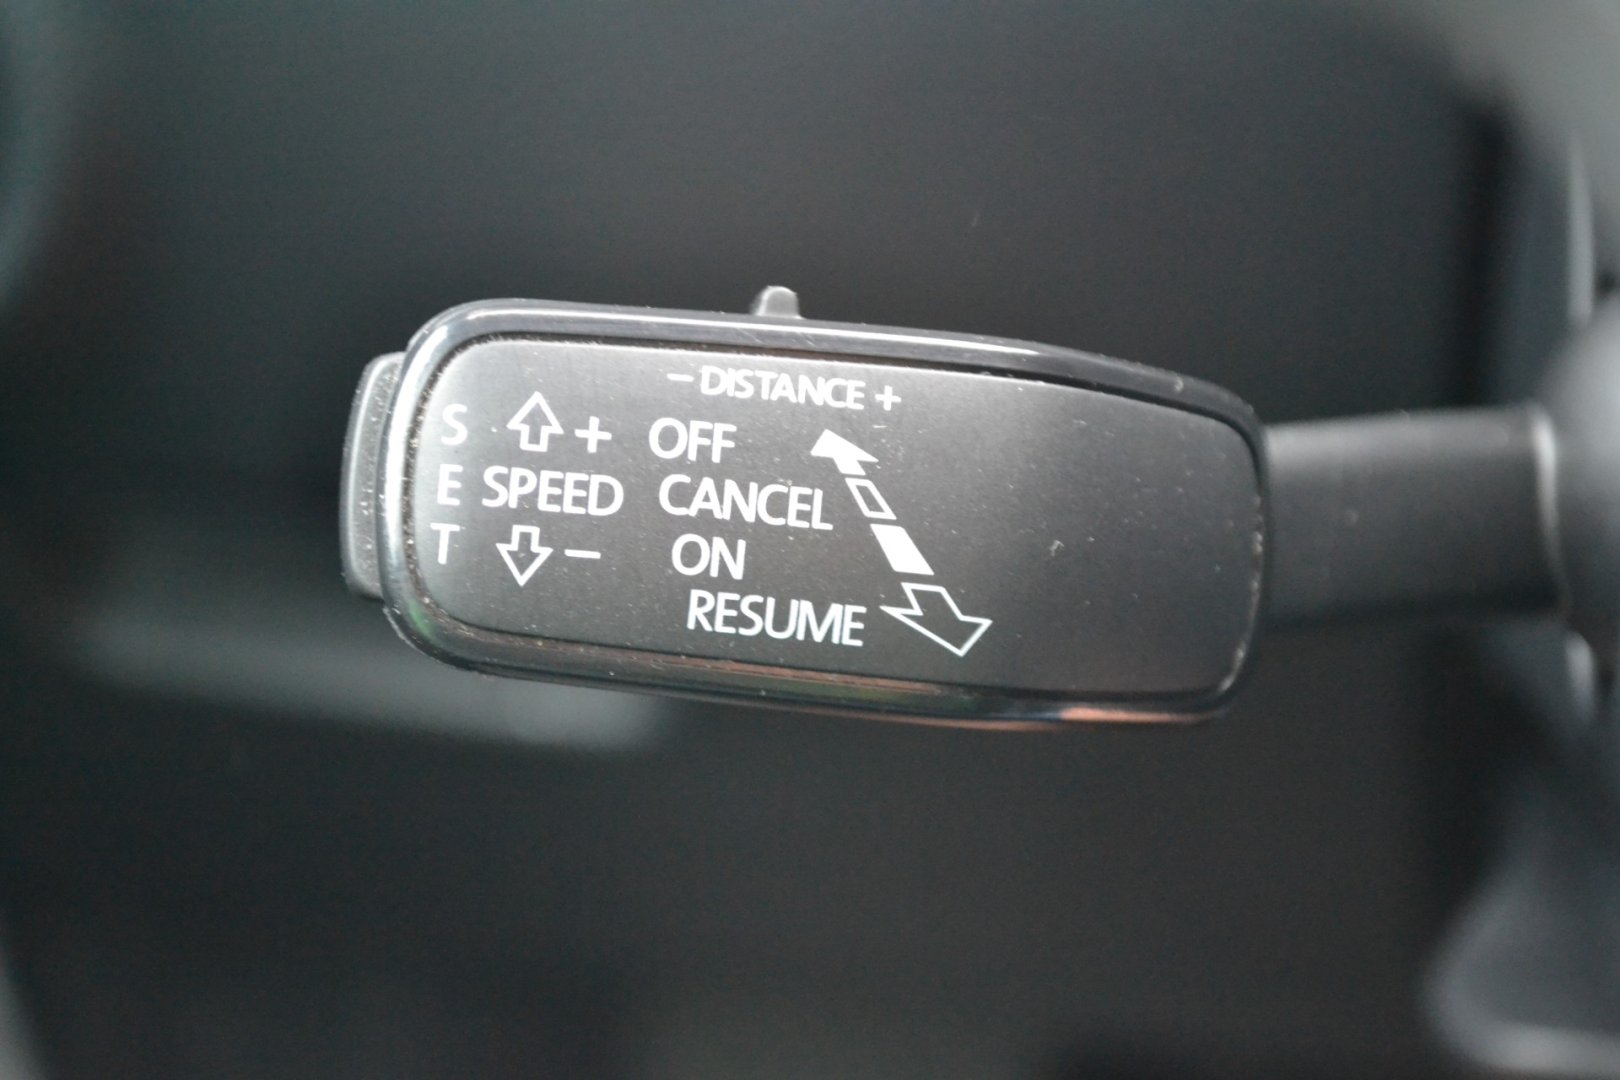 - DISTANCE +
S + OFF
E SPEED CANCEL
T - ON
RESUME